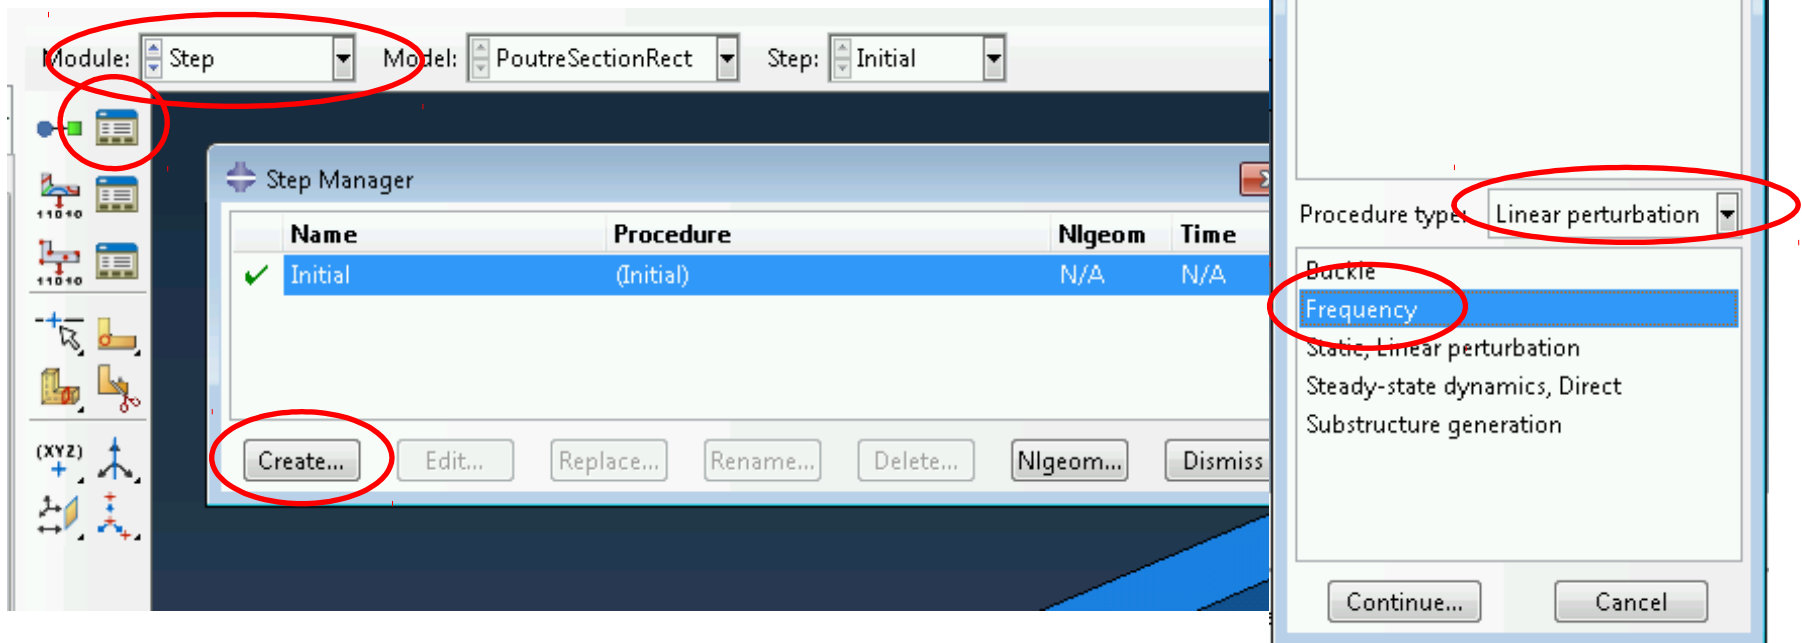 Module: Step Model: PoutreSectionRect Step: Initial
11010
11010
(XYZ)
Step Manager
Name Procedure Nlgeom Time
Initial (Initial) N/A N/A
Create... Edit... Replace... Rename... Delete... Nlgeom... Dismiss
Procedure type: Linear perturbation
Buckle
Frequency
Static, Linear perturbation
Steady-state dynamics, Direct
Substructure generation
Continue... Cancel